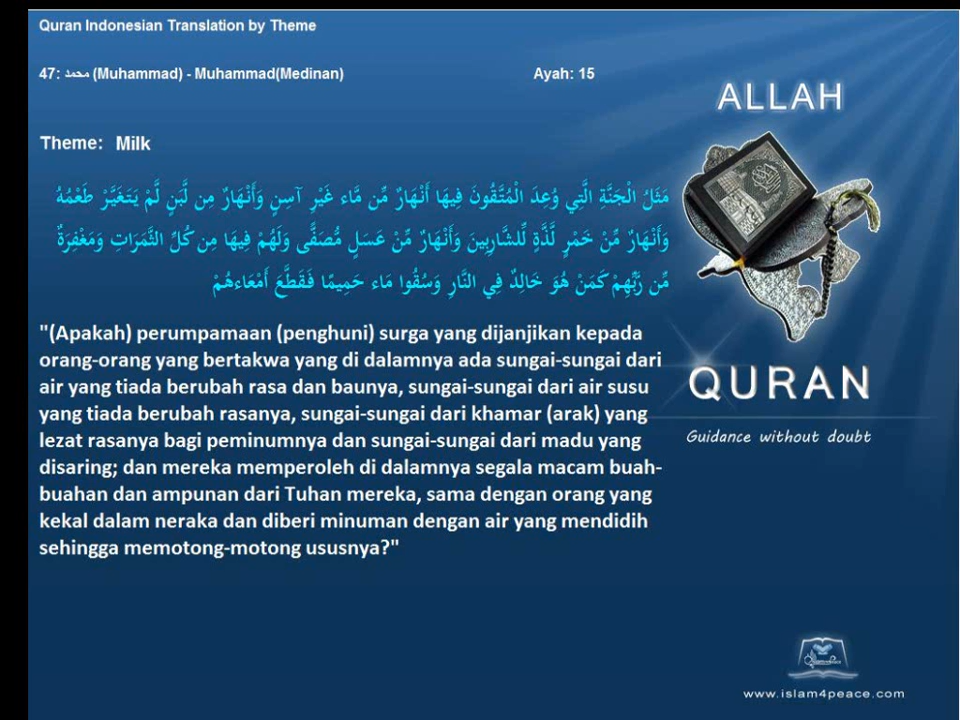 Quran Indonesian Translation by Theme
47: محمد (Muhammad) - Muhammad(Medinan) Ayah: 15
Theme: Milk
مَثَلُ الْجَنَّةِ الَّتِي وُعِدَ الْمُتَّقُونَ فِيهَا أَنْهَارٌ مِّن مَّاء غَيْرِ آسِنٍ وَأَنْهَارٌ مِن لَّبَنٍ لَّمْ يَتَغَيَّرْ طَعْمُهُ
وَأَنْهَارٌ مِّنْ خَمْرٍ لَّذَّةٍ لِّلشَّارِبِينَ وَأَنْهَارٌ مِّنْ عَسَلٍ مُّصَفًّى وَلَهُمْ فِيهَا مِن كُلِّ الثَّمَرَاتِ وَمَغْفِرَةٌ
مِّن رَّبِّهِمْ كَمَنْ هُوَ خَالِدٌ فِي النَّارِ وَسُقُوا مَاء حَمِيمًا فَقَطَّعَ أَمْعَاءهُمْ
"(Apakah) perumpamaan (penghuni) surga yang dijanjikan kepada
orang-orang yang bertakwa yang di dalamnya ada sungai-sungai dari
air yang tiada berubah rasa dan baunya, sungai-sungai dari air susu
yang tiada berubah rasanya, sungai-sungai dari khamar (arak) yang
lezat rasanya bagi peminumnya dan sungai-sungai dari madu yang
disaring; dan mereka memperoleh di dalamnya segala macam buah-
buahan dan ampunan dari Tuhan mereka, sama dengan orang yang
kekal dalam neraka dan diberi minuman dengan air yang mendidih
sehingga memotong-motong ususnya?"
ALLAH
QURAN
Guidance without doubt
www.islam4peace.com